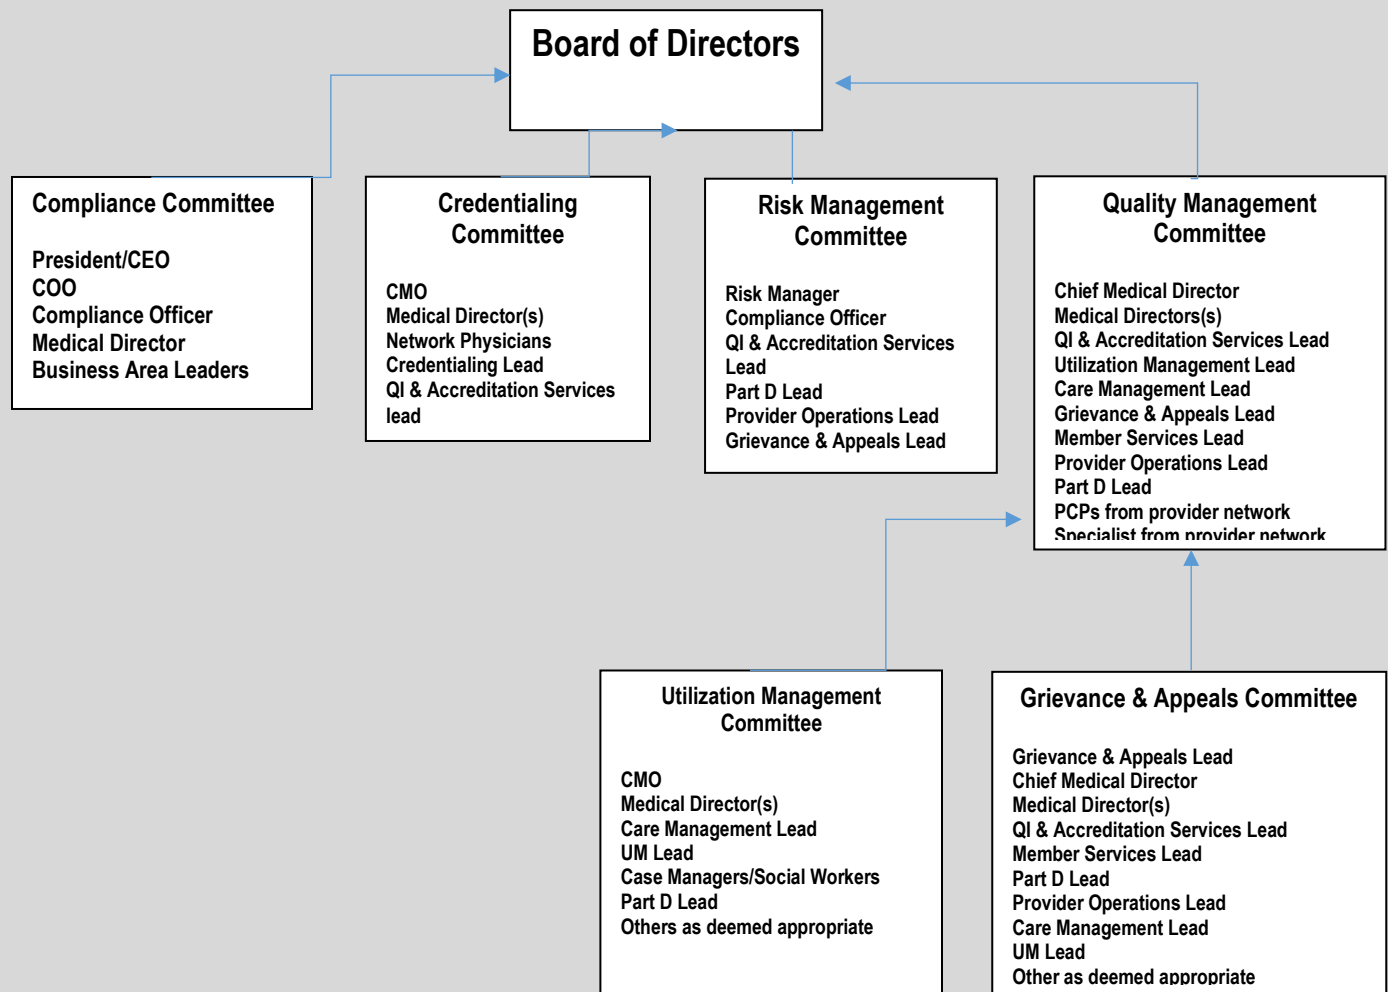 Board of Directors
Compliance Committee
President/CEO
COO
Compliance Officer
Medical Director
Business Area Leaders
Credentialing
Committee
CMO
Medical Director(s)
Network Physicians
Credentialing Lead
QI & Accreditation Services
lead
Risk Management
Committee
Risk Manager
Compliance Officer
QI & Accreditation Services
Lead
Part D Lead
Provider Operations Lead
Grievance & Appeals Lead
Quality Management
Committee
Chief Medical Director
Medical Directors(s)
QI & Accreditation Services Lead
Utilization Management Lead
Care Management Lead
Grievance & Appeals Lead
Member Services Lead
Provider Operations Lead
Part D Lead
PCPs from provider network
Specialist from provider network
Utilization Management
Committee
CMO
Medical Director(s)
Care Management Lead
UM Lead
Case Managers/Social Workers
Part D Lead
Others as deemed appropriate
Grievance & Appeals Committee
Grievance & Appeals Lead
Chief Medical Director
Medical Director(s)
QI & Accreditation Services Lead
Member Services Lead
Part D Lead
Provider Operations Lead
Care Management Lead
UM Lead
Other as deemed appropriate